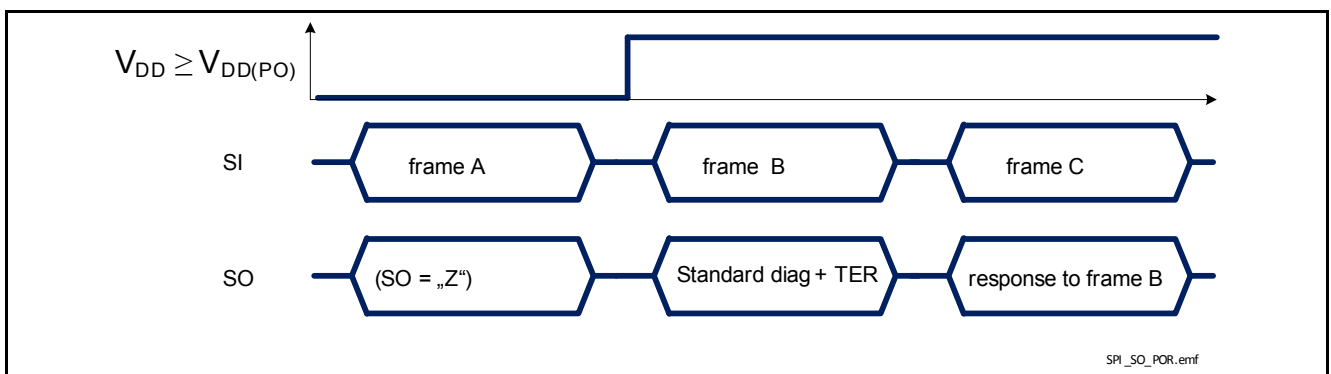 VDD ≥ VDD(PO)
SI
frame A
frame B
frame C
SO
(SO = „Z“)
Standard diag + TER
response to frame B
SPI_SO_POR.emf